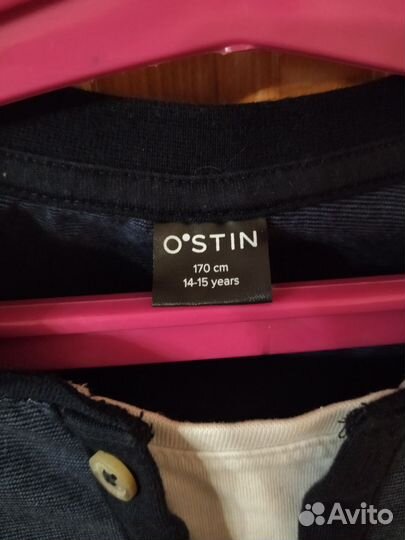 O'STIN
170 cm
14-15 years
Avito